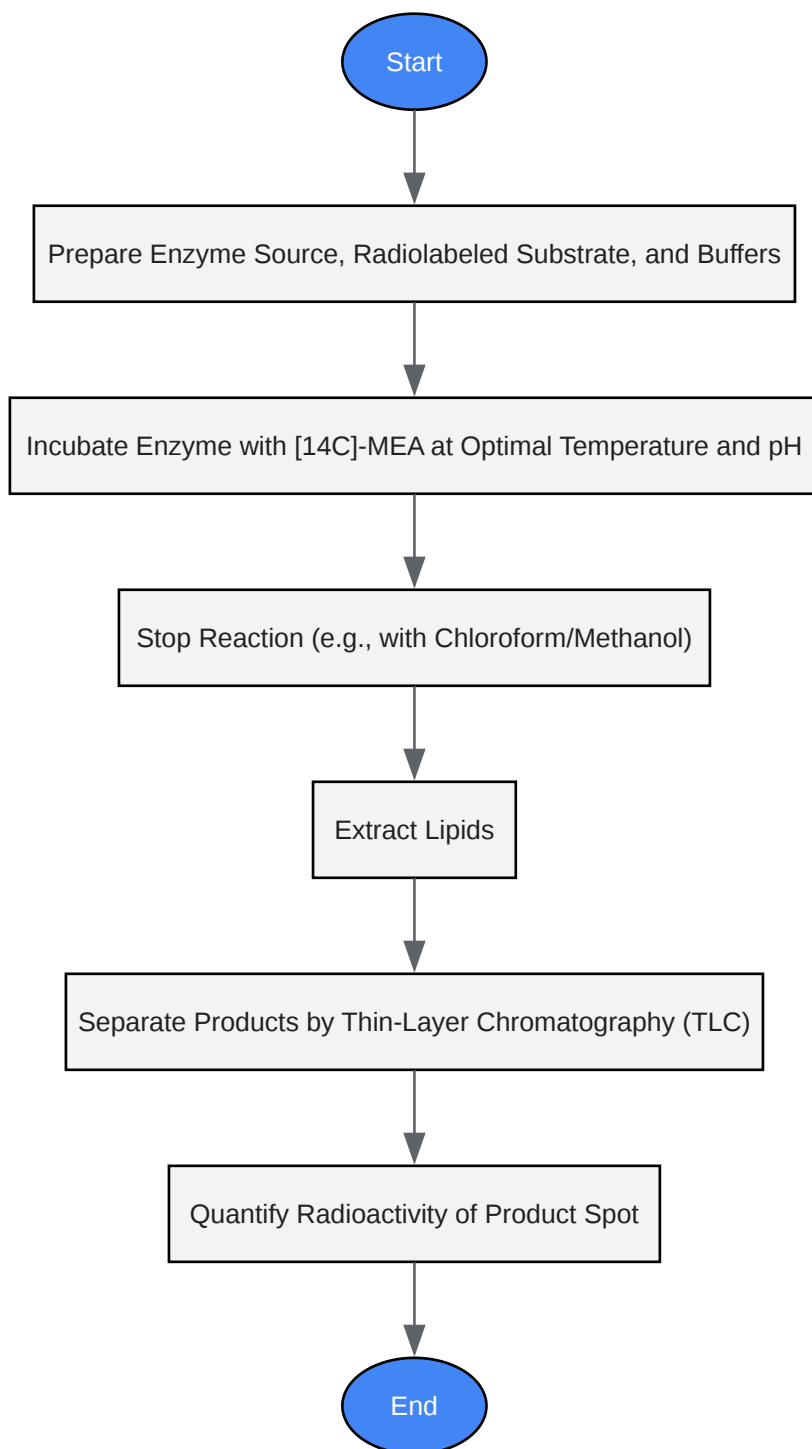 Start
Prepare Enzyme Source, Radiolabeled Substrate, and Buffers
Incubate Enzyme with [14C]-MEA at Optimal Temperature and pH
Stop Reaction (e.g., with Chloroform/Methanol)
Extract Lipids
Separate Products by Thin-Layer Chromatography (TLC)
Quantify Radioactivity of Product Spot
End